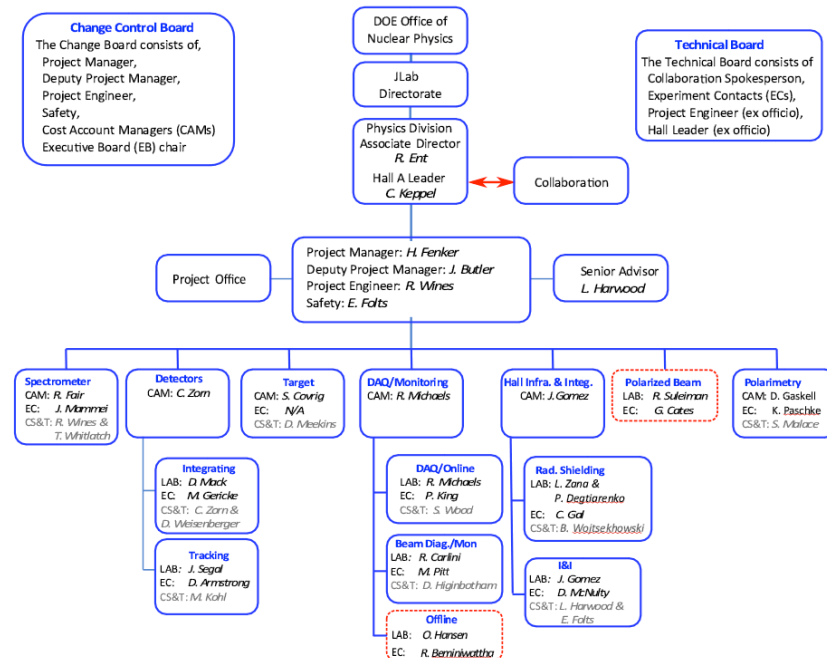 Change Control Board
The Change Board consists of,
Project Manager,
Deputy Project Manager,
Project Engineer,
Safety,
Cost Account Managers (CAMs)
Executive Board (EB) chair
DOE Office of
Nuclear Physics
JLab
Directorate
Physics Division
Associate Director
R. Ent
Hall A Leader
C. Keppel
Collaboration
Technical Board
The Technical Board consists of
Collaboration Spokesperson,
Experiment Contacts (ECs),
Project Engineer (ex officio),
Hall Leader (ex officio)
Project Office
Project Manager: H. Fenker
Deputy Project Manager: J. Butler
Project Engineer: R. Wines
Safety: E. Folts
Senior Advisor
L. Harwood
Spectrometer
CAM: R. Fair
EC: J. Mammei
CS&T: R. Wines &
T. Whitlatch
Detectors
CAM: C. Zorn
Target
CAM: S. Covrig
EC: N/A
CS&T: D. Meekins
DAQ/Monitoring
CAM: R. Michaels
Hall Infra. & Integ.
CAM: J. Gomez
Polarized Beam
LAB: R. Suleiman
EC: G. Cates
Polarimetry
CAM: D. Gaskell
EC: K. Paschke
CS&T: S. Malace
Integrating
LAB: D. Mack
EC: M. Gericke
CS&T: C. Zorn &
D. Weisenberger
Tracking
LAB: J. Segal
EC: D. Armstrong
CS&T: M. Kohl
DAQ/Online
LAB: R. Michaels
EC: P. King
CS&T: S. Wood
Beam Diag./Mon
LAB: R. Carlini
EC: M. Pitt
CS&T: D. Higinbotham
Offline
LAB: O. Hansen
EC: R. Beminiwattha
Rad. Shielding
LAB: L. Zana &
P. Degtiarenko
EC: C. Gal
CS&T: B. Wojtsekhowski
I&I
LAB: J. Gomez
EC: D. McNulty
CS&T: L. Harwood &
E. Folts